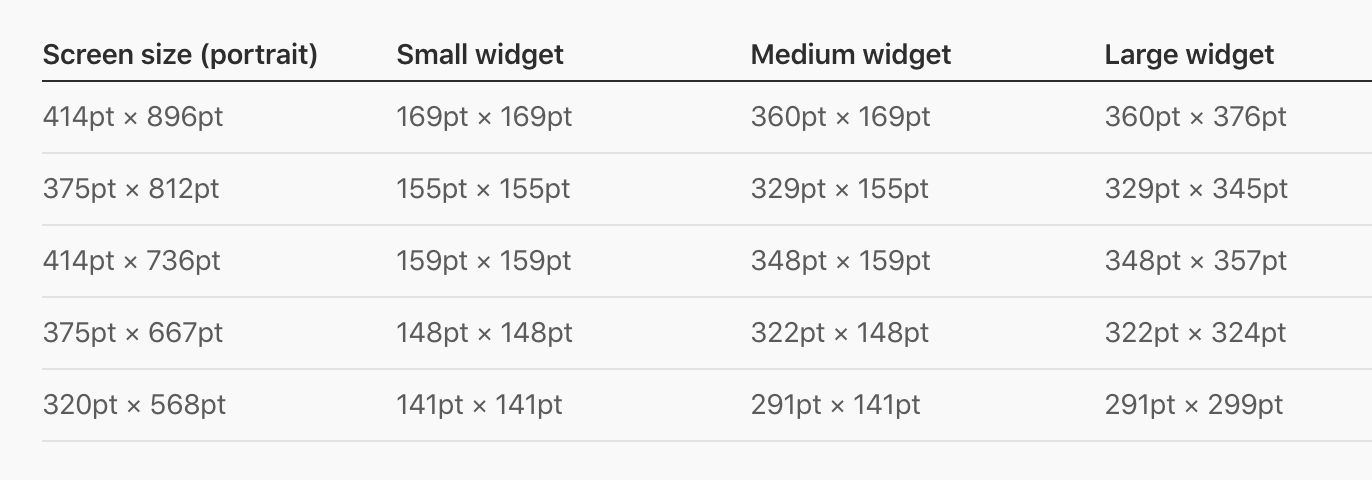 Screen size (portrait) Small widget Medium widget Large widget
414pt × 896pt 169pt × 169pt 360pt × 169pt 360pt × 376pt
375pt × 812pt 155pt × 155pt 329pt × 155pt 329pt × 345pt
414pt × 736pt 159pt × 159pt 348pt × 159pt 348pt × 357pt
375pt × 667pt 148pt × 148pt 322pt × 148pt 322pt × 324pt
320pt × 568pt 141pt × 141pt 291pt × 141pt 291pt × 299pt